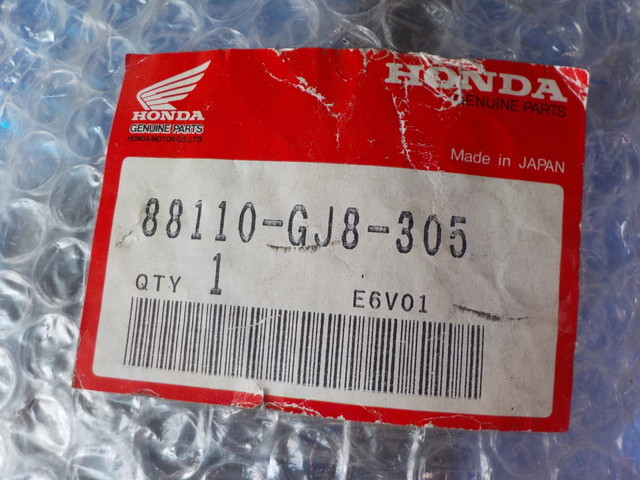 HONDA
GENUINE PARTS
HONDA MOTOR CO., LTD.
HONDA
GENUINE PARTS
Made in JAPAN
88110-GJ8-305
QTY 1 E6V01